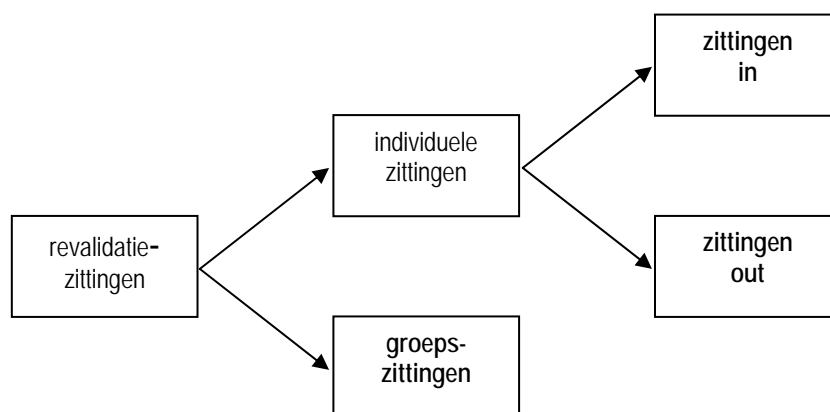 revalidatie-
zittingen
individuele
zittingen
groeps-
zittingen
zittingen
in
zittingen
out